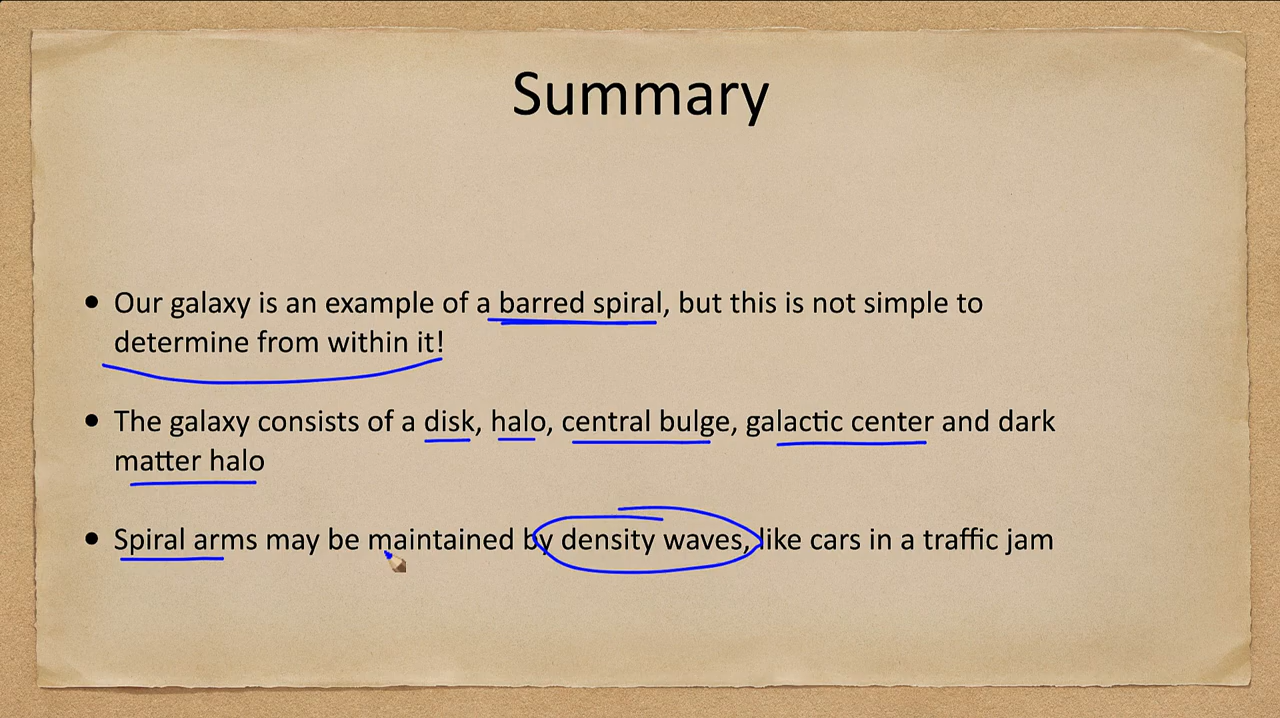 Summary
• Our galaxy is an example of a barred spiral, but this is not simple to
determine from within it!
• The galaxy consists of a disk, halo, central bulge, galactic center and dark
matter halo
• Spiral arms may be maintained by density waves, like cars in a traffic jam